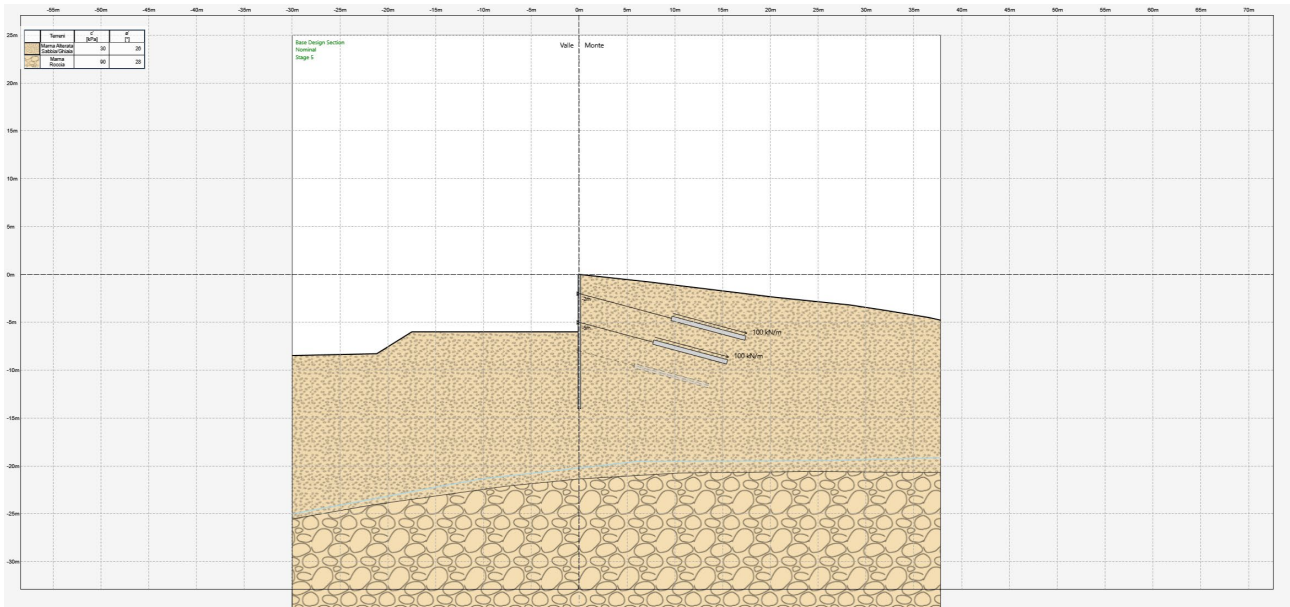 -55m -50m -45m -40m -35m -30m -25m -20m -15m -10m -5m 0m 5m 10m 15m 20m 25m 30m 35m 40m 45m 50m 55m 60m 65m 70m
25m
Terreni c' [kPa] ø' [°]
Marna Alterata
Sabbia/Ghiaia 30 26
Marna
Roccia 90 28
Base Design Section
Nominal
Stage 5
Valle Monte
20m
15m
10m
5m
0m
-5m
100 kN/m
100 kN/m
-10m
-15m
-20m
-25m
-30m